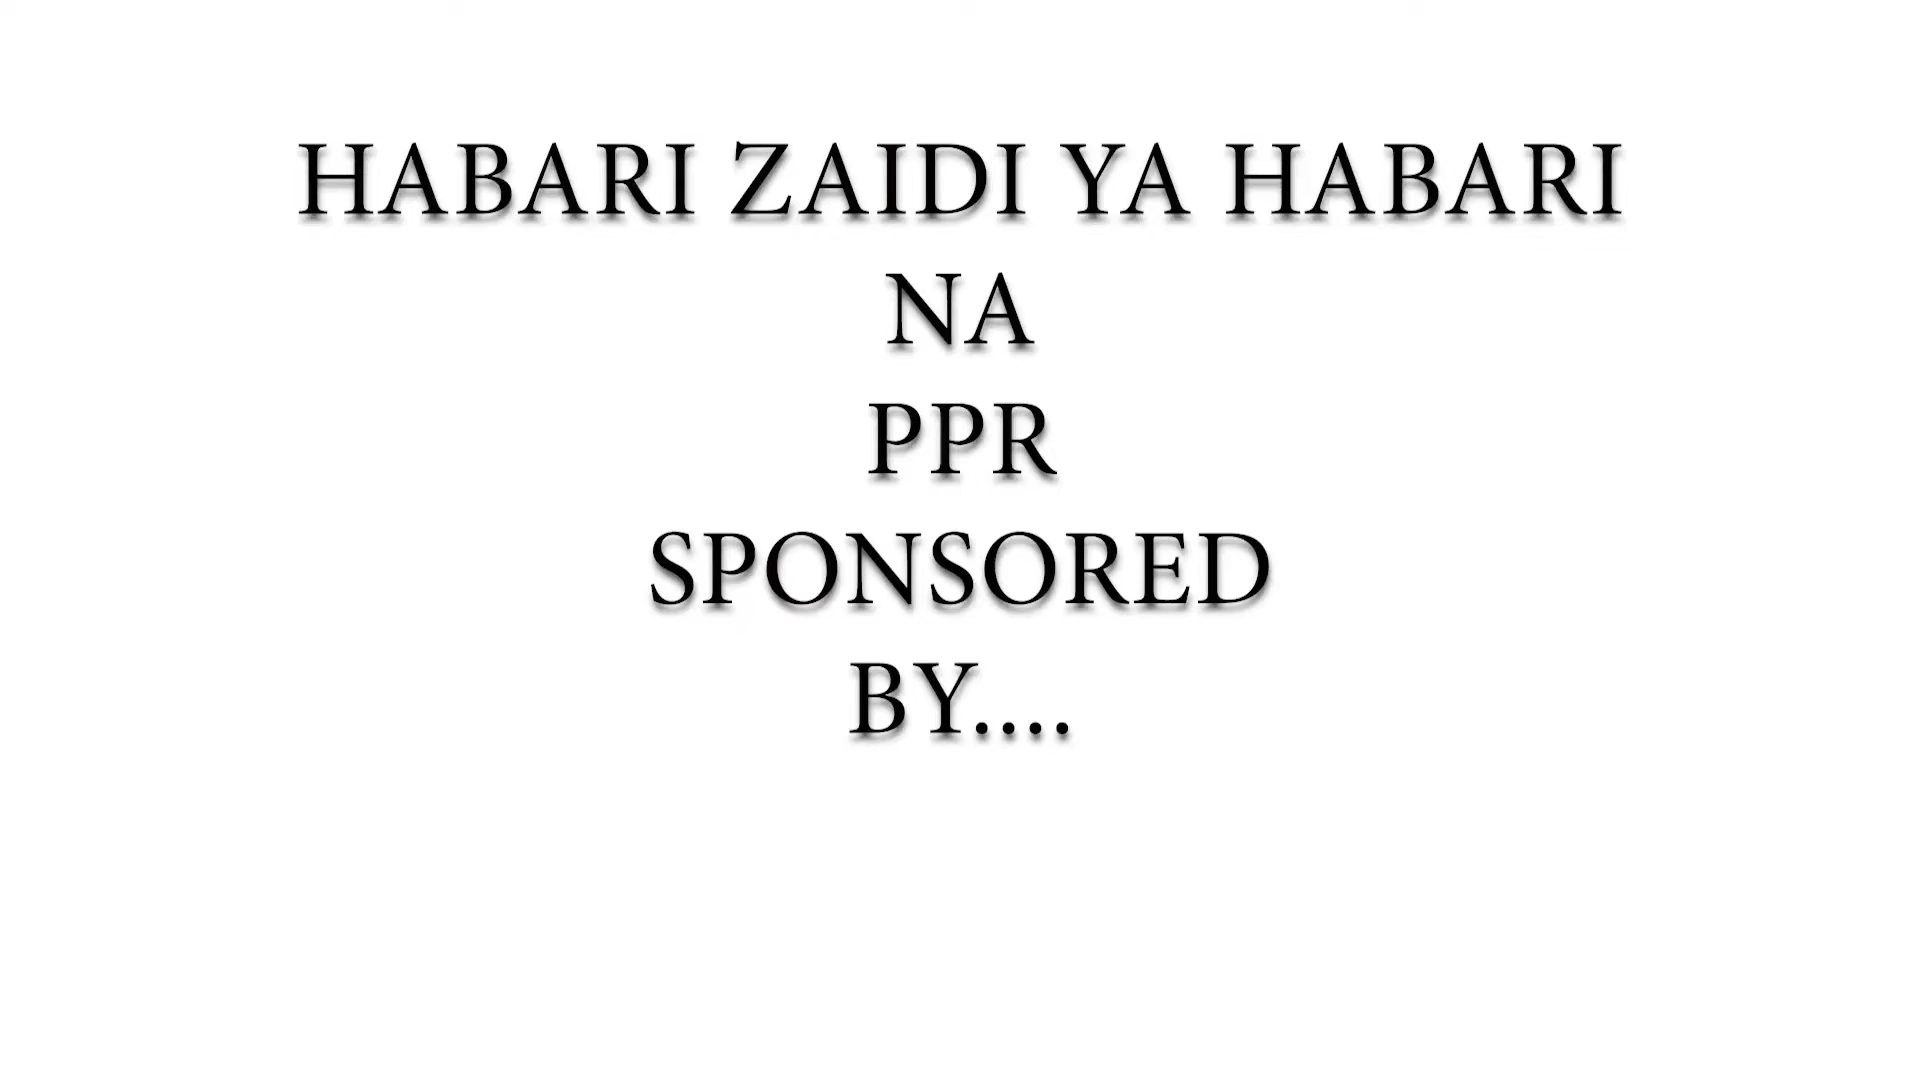 HABARI ZAIDI YA HABARI
NA
PPR
SPONSORED
BY....